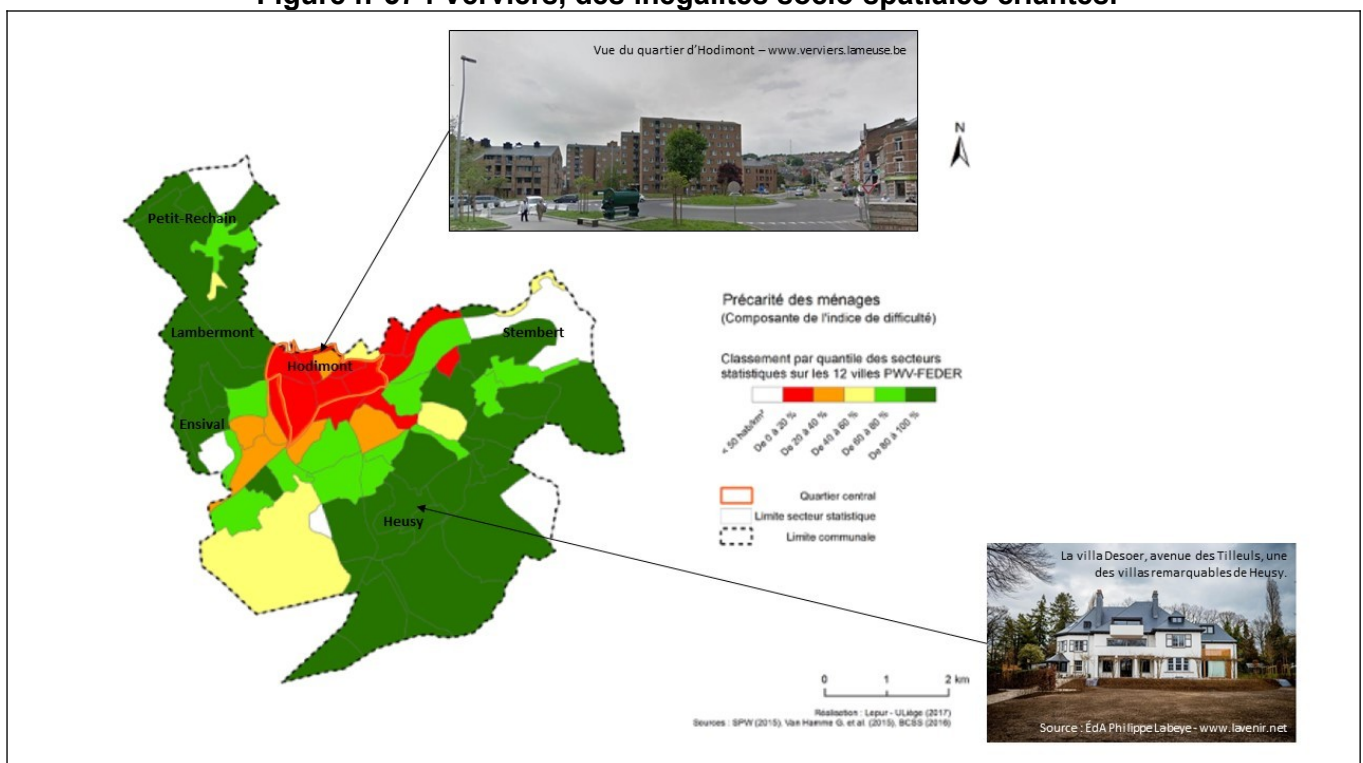 Figure n°67 : Verviers, des inégalités socio-spatiales criantes.
Vue du quartier d'Hodimont – www.verviers.lameuse.be
N
Petit-Rechain
Lambermont
Hodimont
Stembert
Ensival
Heusy
Précarité des ménages
(Composante de l'indice de difficulté)
Classement par quantile des secteurs
statistiques sur les 12 villes PWV-FEDER
< 50 hab/km²
De 0 à 20 %
De 20 à 40 %
De 40 à 60 %
De 60 à 80 %
De 80 à 100 %
Quartier central
Limite secteur statistique
Limite communale
La villa Desoer, avenue des Tilleuls, une
des villas remarquables de Heusy.
Source : ÉdA Philippe Labeye - www.lavenir.net
0 1 2 km
Réalisation : Lepur - ULiège (2017)
Sources : SPW (2015), Van Hamme G. et al. (2015), BCSS (2016)